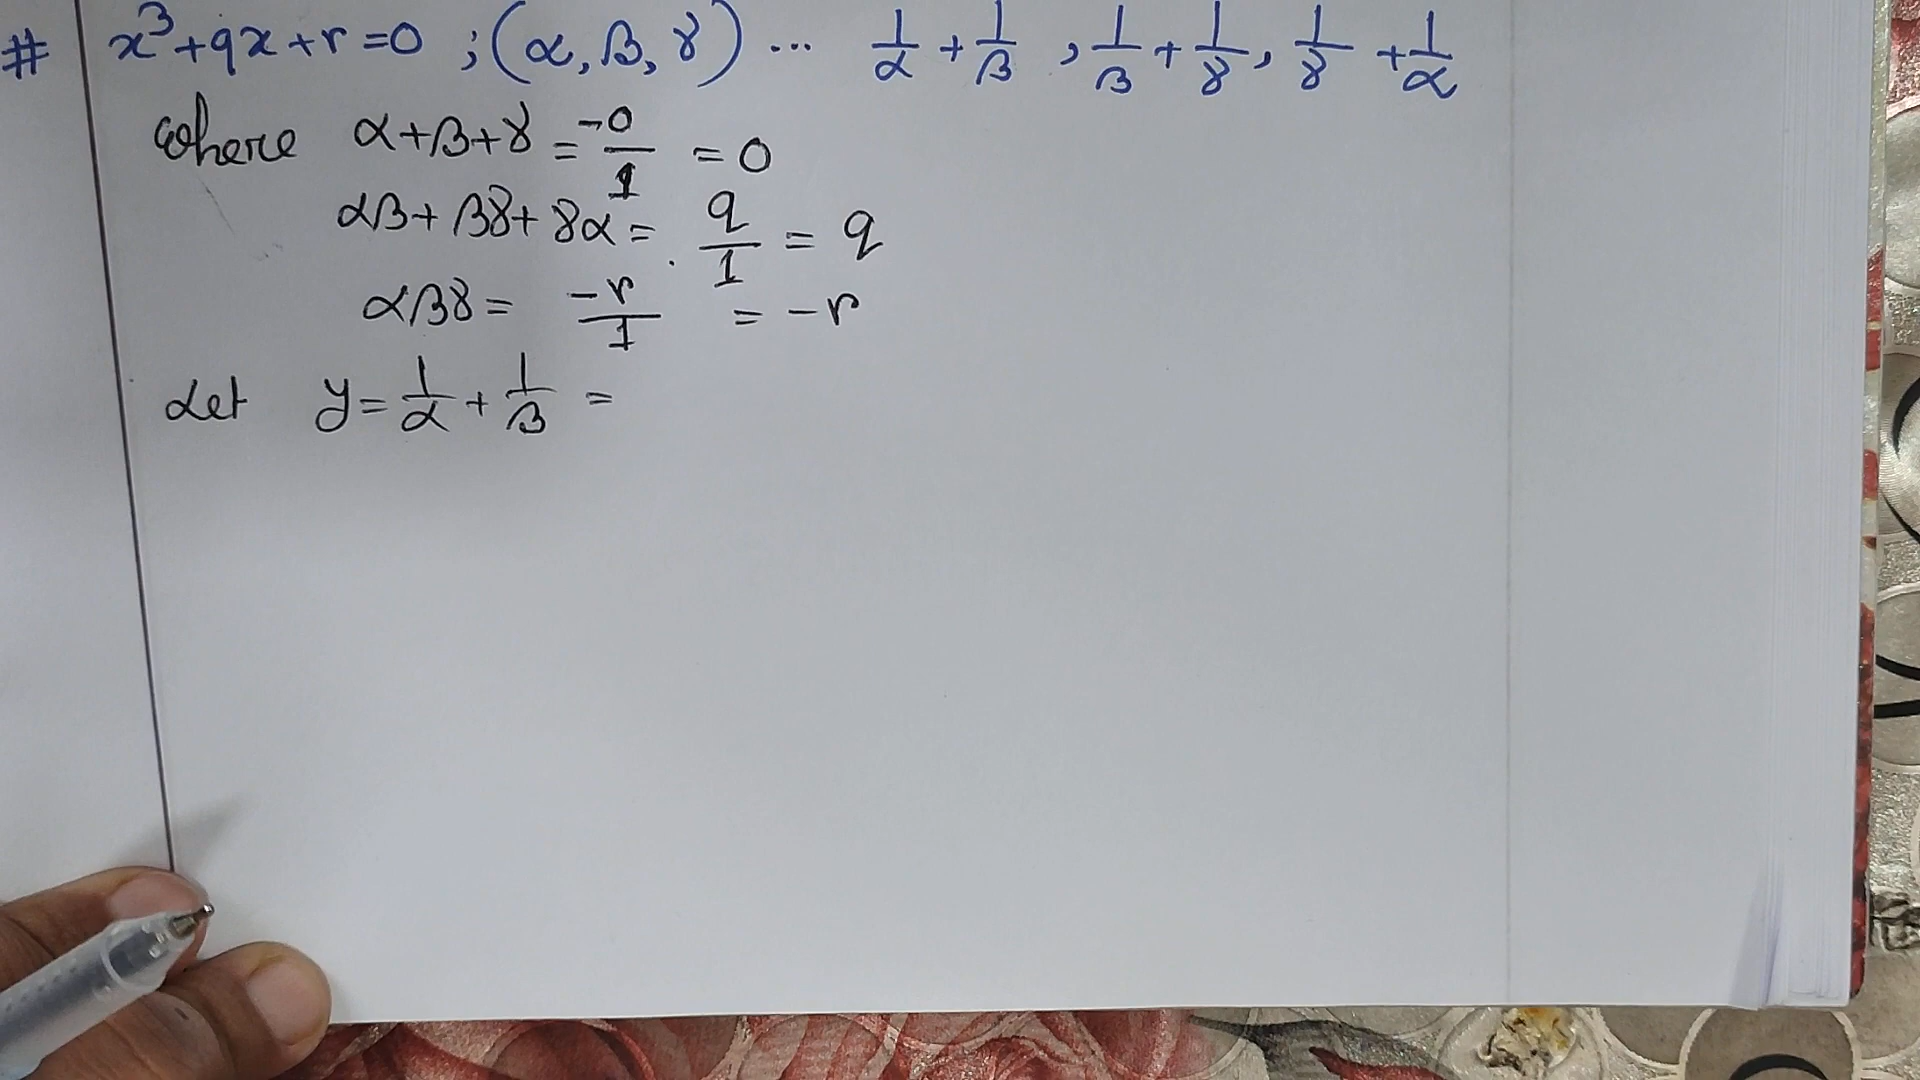 # x³+qx+r=0 ; (α, β, γ) ... 1/α + 1/β , 1/β + 1/γ , 1/γ + 1/α
where α+β+γ = -0/1 = 0
αβ+βγ+γα = q/1 = q
αβγ = -r/1 = -r
Let y = 1/α + 1/β =